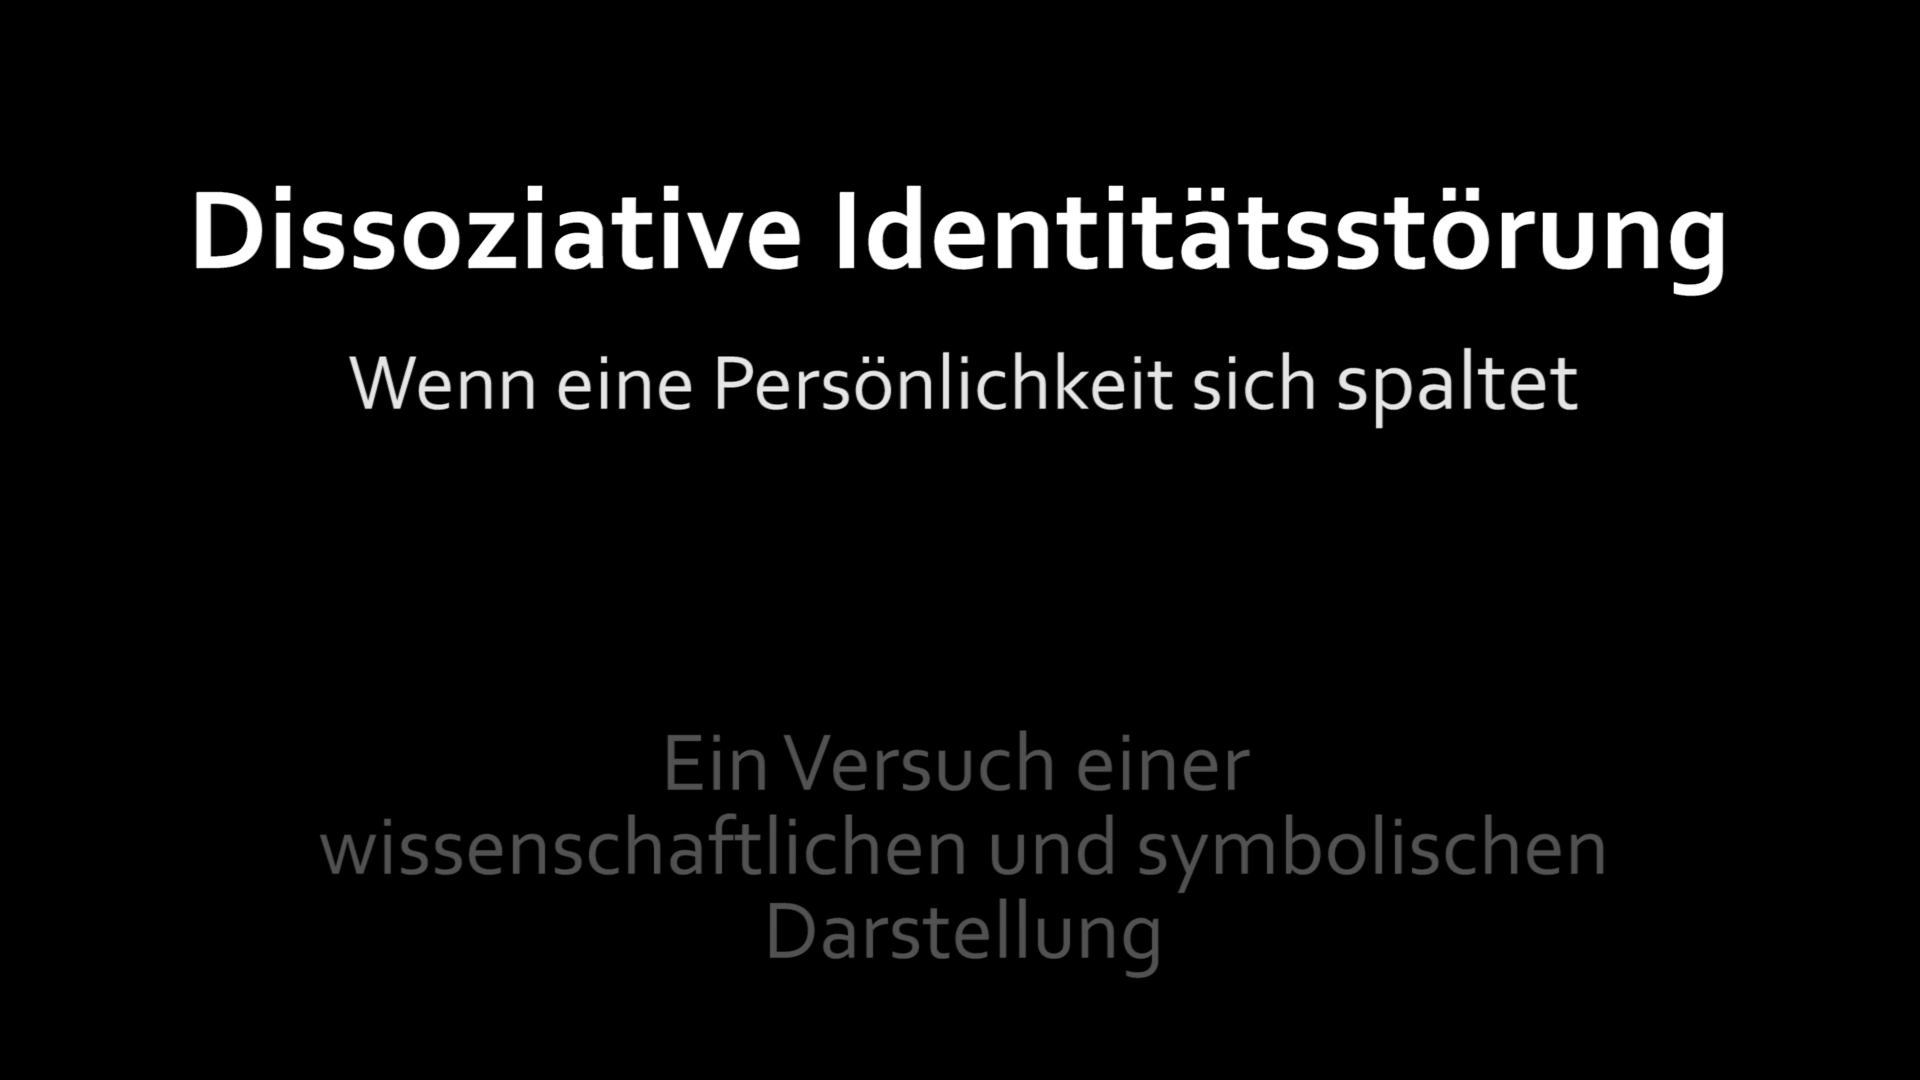 Dissoziative Identitätsstörung
Wenn eine Persönlichkeit sich spaltet
Ein Versuch einer
wissenschaftlichen und symbolischen
Darstellung